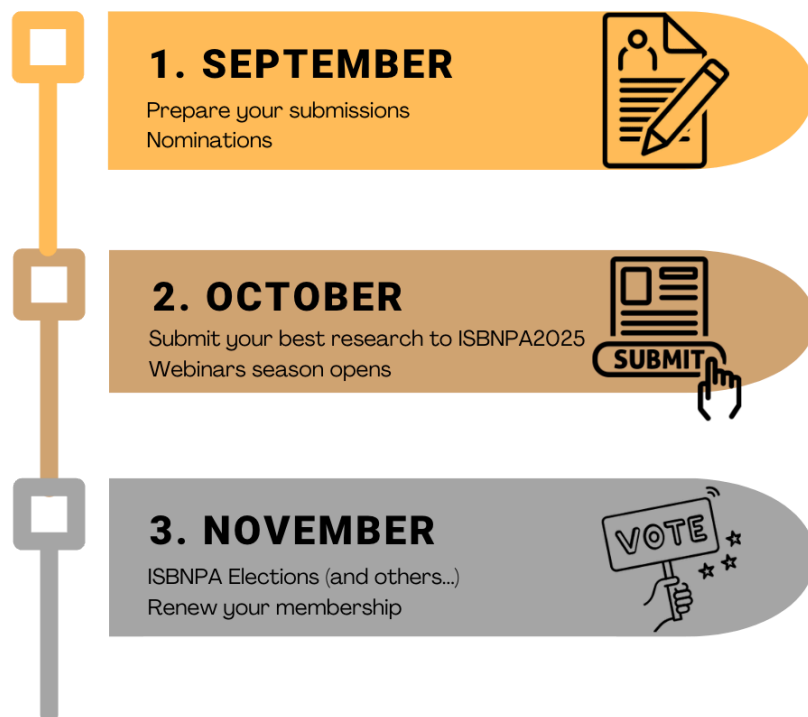 1. SEPTEMBER
Prepare your submissions
Nominations
2. OCTOBER
Submit your best research to ISBNPA2025
Webinars season opens
SUBMIT
3. NOVEMBER
ISBNPA Elections (and others...)
Renew your membership
VOTE